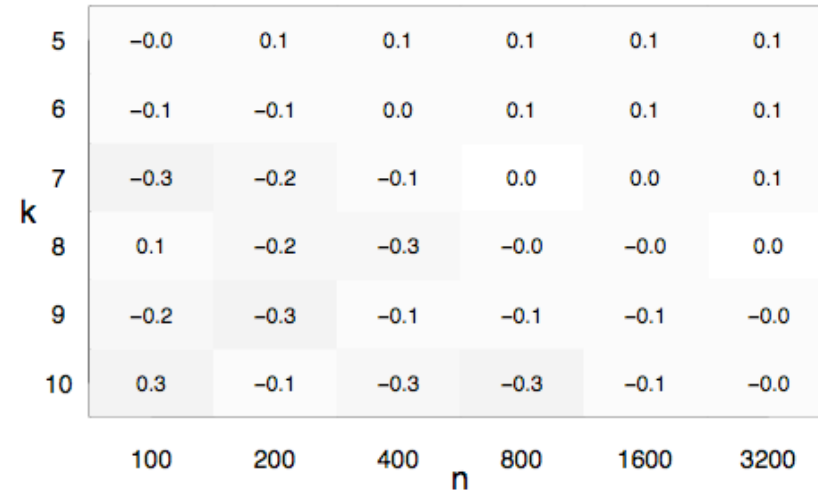 5 −0.0 0.1 0.1 0.1 0.1 0.1
6 −0.1 −0.1 0.0 0.1 0.1 0.1
7 −0.3 −0.2 −0.1 0.0 0.0 0.1
k
8 0.1 −0.2 −0.3 −0.0 −0.0 0.0
9 −0.2 −0.3 −0.1 −0.1 −0.1 −0.0
10 0.3 −0.1 −0.3 −0.3 −0.1 −0.0
100 200 400 800 1600 3200
n